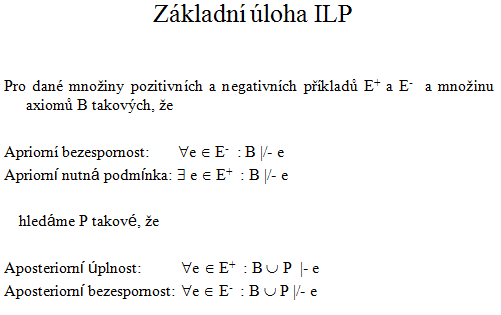 Základní úloha ILP
Pro dané množiny pozitivních a negativních příkladů E⁺ a E⁻ a množinu
axiomů B takových, že
Apriorní bezespornost: ∀e ∈ E⁻ : B |/- e
Apriorní nutná podmínka: ∃ e ∈ E⁺ : B |/- e
hledáme P takové, že
Aposteriorní úplnost: ∀e ∈ E⁺ : B ∪ P |- e
Aposteriorní bezespornost: ∀e ∈ E⁻ : B ∪ P |/- e